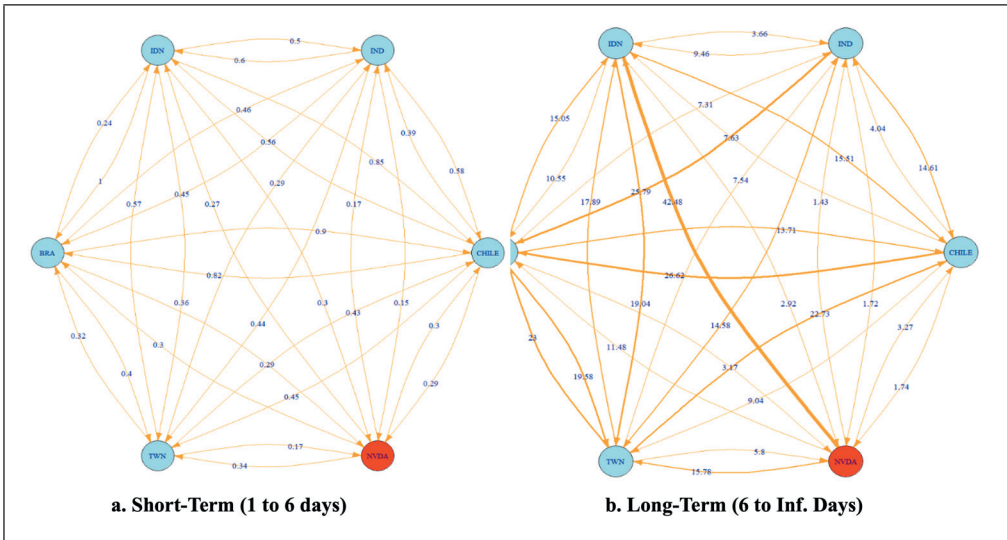 IDN 0.5 IND
0.6
0.24 0.46 0.39
0.56 0.85 0.58
1 0.45 0.29 0.17
0.57 0.27
BRA 0.9 CHILE
0.82
0.36 0.3 0.43 0.15
0.32 0.3 0.44 0.3
0.4 0.29 0.29
0.45
TWN 0.17 NVDA
0.34
a. Short-Term (1 to 6 days)
IDN 3.66 IND
9.46
15.05 7.31 4.04
7.63 15.51 14.61
10.55 25.79 7.54
17.89 42.48 1.43
13.71
CHILE
26.62
19.04 2.92 1.72
14.58 22.73 3.27
23 11.48 3.17
19.58 9.04 1.74
TWN 5.8 NVDA
15.78
b. Long-Term (6 to Inf. Days)